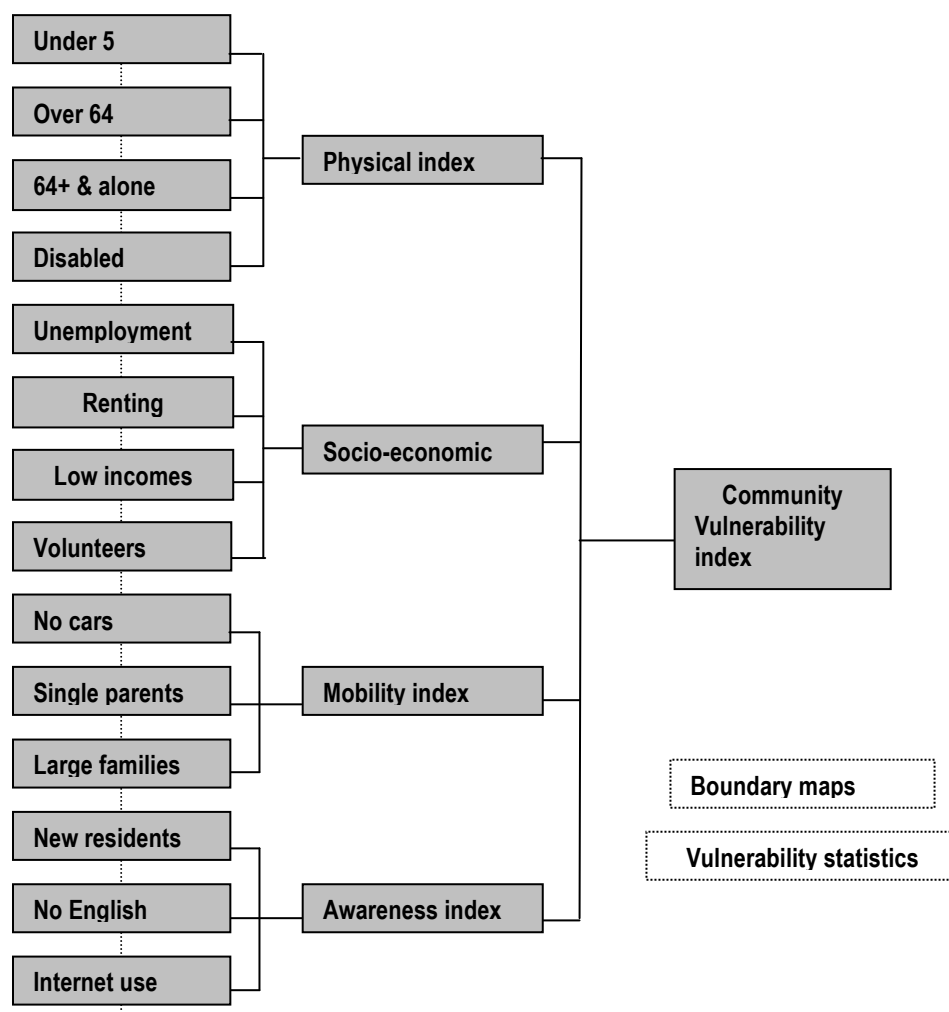 Under 5
Over 64
64+ & alone
Disabled
Physical index
Unemployment
Renting
Low incomes
Volunteers
Socio-economic
No cars
Single parents
Large families
Mobility index
New residents
No English
Internet use
Awareness index
Community
Vulnerability
index
Boundary maps
Vulnerability statistics